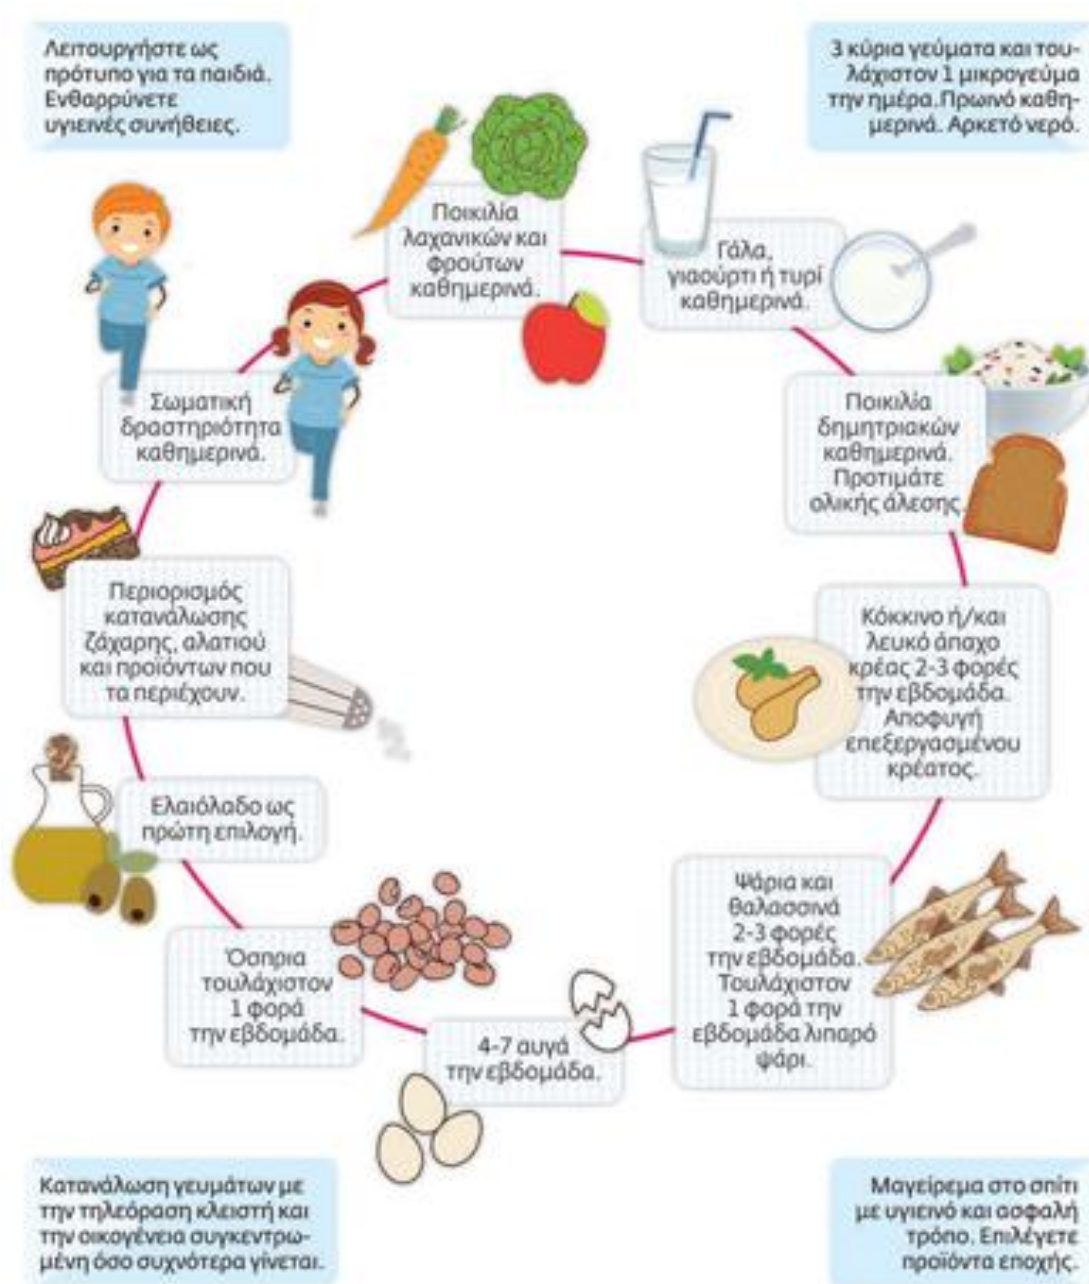 Λειτουργήστε ως
πρότυπο για τα παιδιά.
Ενθαρρύνετε
υγιεινές συνήθειες.
3 κύρια γεύματα και του-
λάχιστον 1 μικρογεύμα
την ημέρα.Πρωινό καθη-
μερινά. Αρκετό νερό.
Ποικιλία
λαχανικών και
φρούτων
καθημερινά.
Γάλα,
γιαούρτι ή τυρί
καθημερινά.
Ποικιλία
δημητριακών
καθημερινά.
Προτιμάτε
ολικής άλεσης.
Κόκκινο ή/και
λευκό άπαχο
κρέας 2-3 φορές
την εβδομάδα.
Αποφυγή
επεξεργασμένου
κρέατος.
Ψάρια και
θαλασσινά
2-3 φορές
την εβδομάδα.
Τουλάχιστον
1 φορά την
εβδομάδα λιπαρό
ψάρι.
4-7 αυγά
την εβδομάδα.
Όσπρια
τουλάχιστον
1 φορά
την εβδομάδα.
Ελαιόλαδο ως
πρώτη επιλογή.
Περιορισμός
κατανάλωσης
ζάχαρης, αλατιού
και προϊόντων που
τα περιέχουν.
Σωματική
δραστηριότητα
καθημερινά.
Κατανάλωση γευμάτων με
την τηλεόραση κλειστή και
την οικογένεια συγκεντρω-
μένη όσο συχνότερα γίνεται.
Μαγείρεμα στο σπίτι
με υγιεινό και ασφαλή
τρόπο. Επιλέγετε
προϊόντα εποχής.